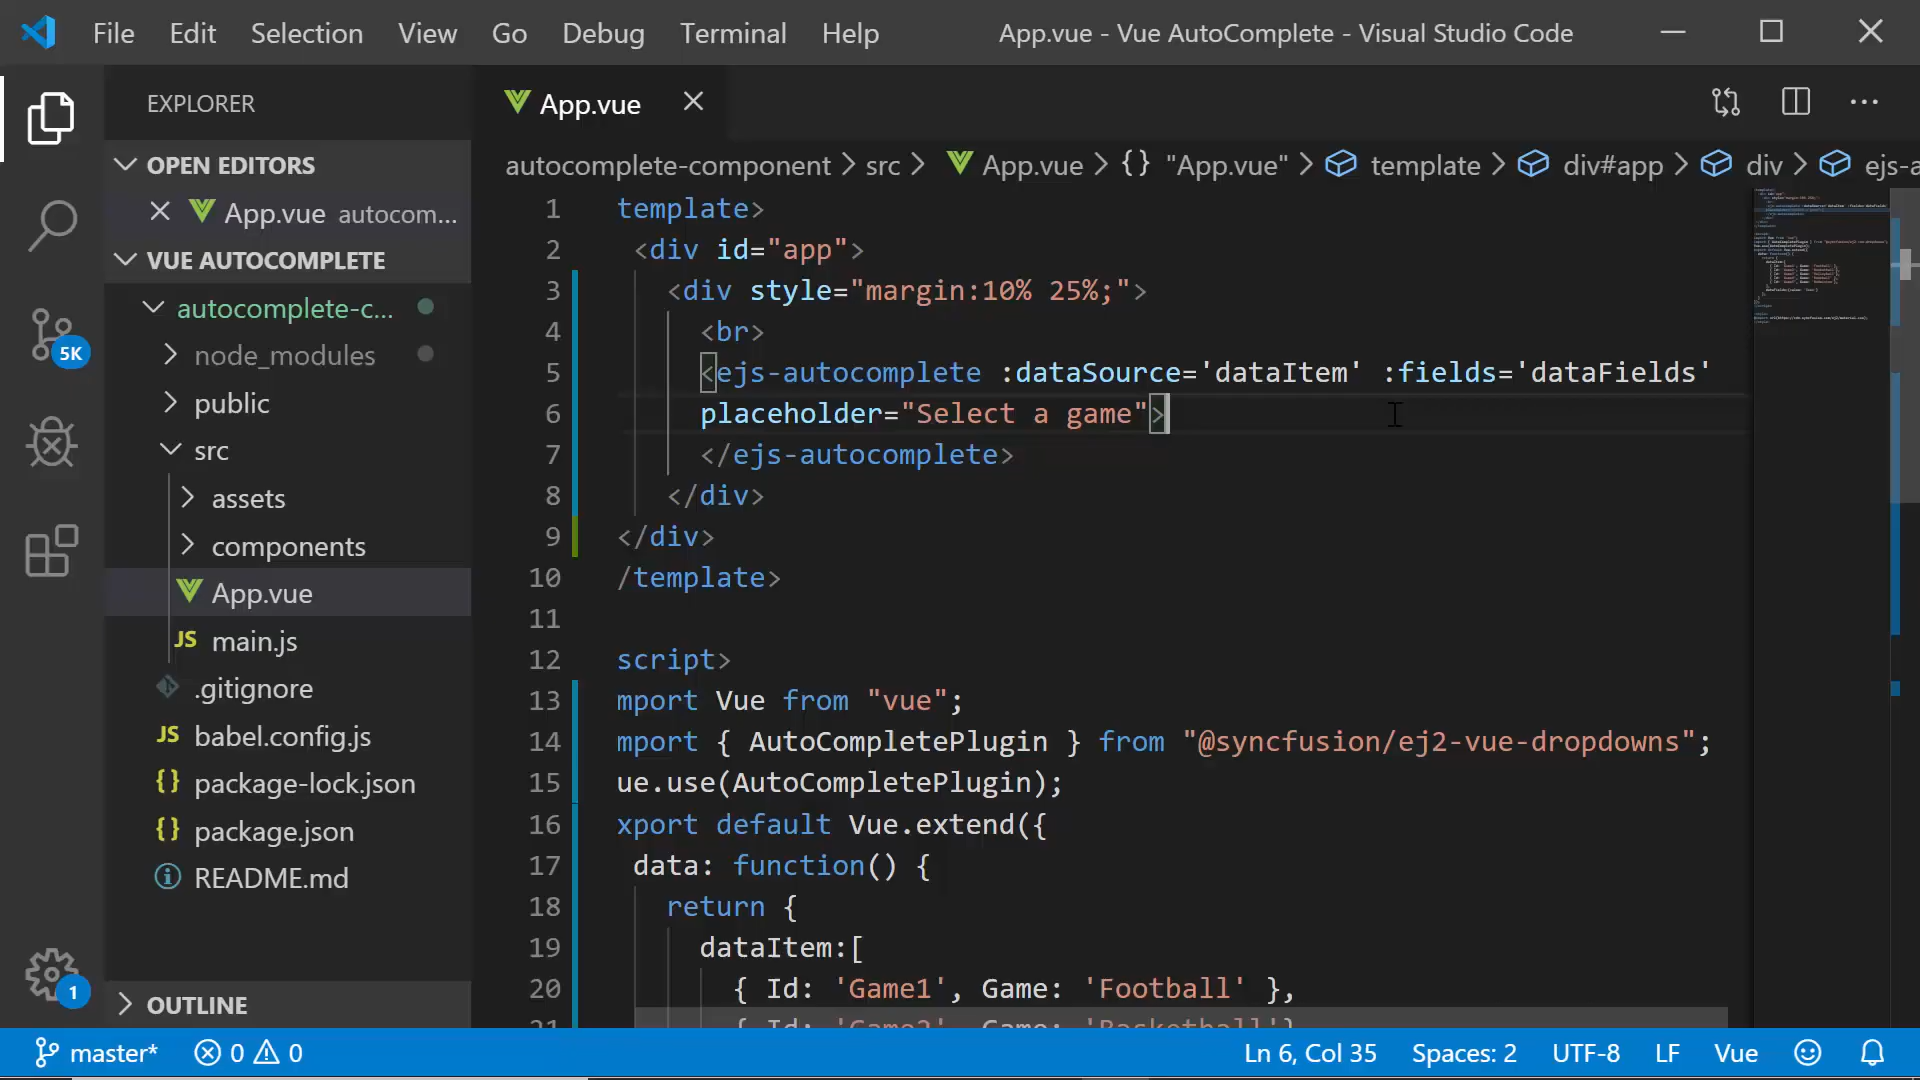 File Edit Selection View Go Debug Terminal Help
App.vue - Vue AutoComplete - Visual Studio Code
EXPLORER
OPEN EDITORS
App.vue autocom...
VUE AUTOCOMPLETE
autocomplete-c...
node_modules
public
src
assets
components
App.vue
JS main.js
.gitignore
JS babel.config.js
{} package-lock.json
{} package.json
README.md
OUTLINE
5K
1
App.vue
autocomplete-component > src > App.vue > {} "App.vue" > template > div#app > div > ejs-a
1 template>
2 <div id="app">
3 <div style="margin:10% 25%;">
4 <br>
5 <ejs-autocomplete :dataSource='dataItem' :fields='dataFields'
6 placeholder="Select a game">
7 </ejs-autocomplete>
8 </div>
9 </div>
10 /template>
11
12 script>
13 mport Vue from "vue";
14 mport { AutoCompletePlugin } from "@syncfusion/ej2-vue-dropdowns";
15 ue.use(AutoCompletePlugin);
16 xport default Vue.extend({
17 data: function() {
18 return {
19 dataItem:[
20 { Id: 'Game1', Game: 'Football' },
21 { Id: 'Game2', Game: 'Basketball'}
master* 0 0
Ln 6, Col 35 Spaces: 2 UTF-8 LF Vue